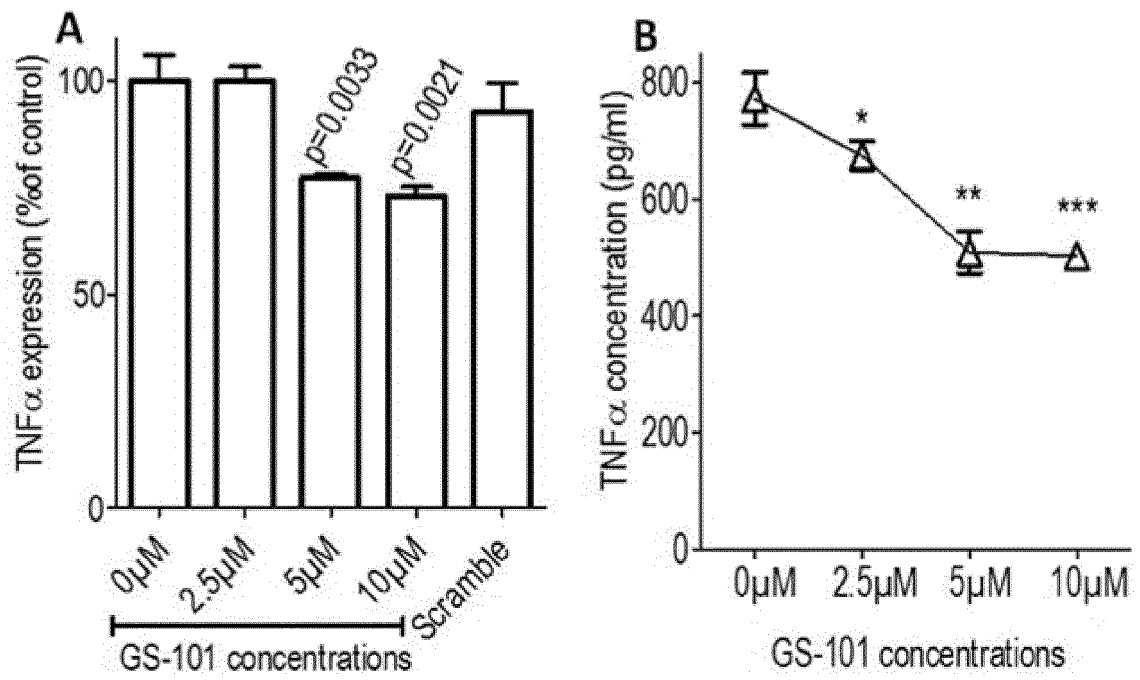 A
TNFα expression (%of control)
100
50
0
p=0.0033
p=0.0021
0µM
2.5µM
5µM
10µM
Scramble
GS-101 concentrations
B
TNFα concentration (pg/ml)
800
600
400
200
0
*
**
***
0µM
2.5µM
5µM
10µM
GS-101 concentrations